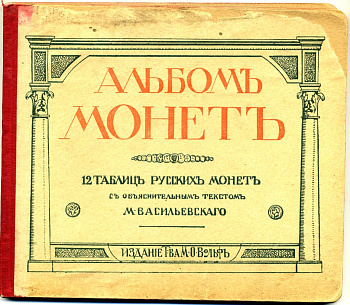 АЛЬБОМЪ
МОНЕТЪ
12 ТАБЛИЦЪ РУССКИХЪ МОНЕТЪ
СЪ ОБЪЯСНИТЕЛЬНЫМЪ ТЕКСТОМЪ
М·ВАСИЛЬЕВСКАГО
ИЗДАНІЕ Т-ВА М·О·ВОЛЬФЪ